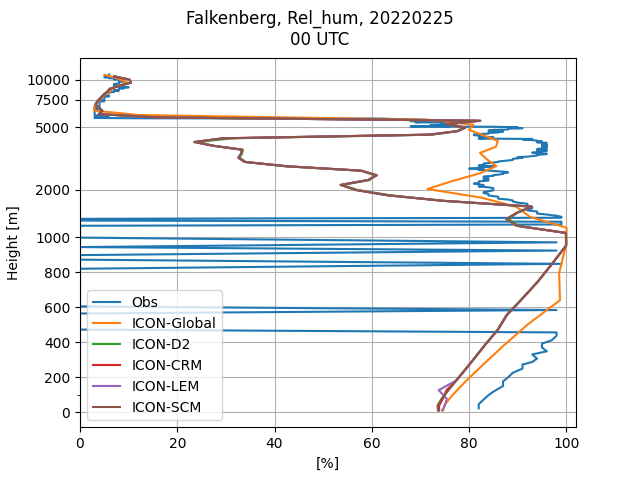 Falkenberg, Rel_hum, 20220225
00 UTC
10000
7500
5000
2000
1000
800
600
400
200
0
Height [m]
Obs
ICON-Global
ICON-D2
ICON-CRM
ICON-LEM
ICON-SCM
0 20 40 60 80 100
[%]